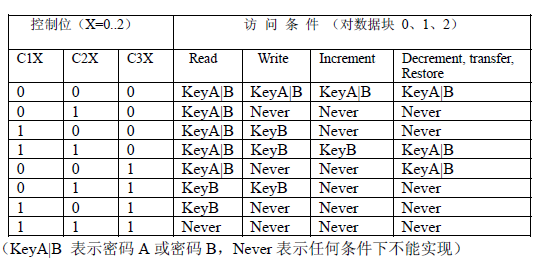 控制位（X=0..2） 访 问 条 件 （对数据块 0、1、2）
C1X C2X C3X Read Write Increment Decrement, transfer,
Restore
0 0 0 KeyA|B KeyA|B KeyA|B KeyA|B
0 1 0 KeyA|B Never Never Never
1 0 0 KeyA|B KeyB Never Never
1 1 0 KeyA|B KeyB KeyB KeyA|B
0 0 1 KeyA|B Never Never KeyA|B
0 1 1 KeyB KeyB Never Never
1 0 1 KeyB Never Never Never
1 1 1 Never Never Never Never
（KeyA|B 表示密码 A 或密码 B，Never 表示任何条件下不能实现）